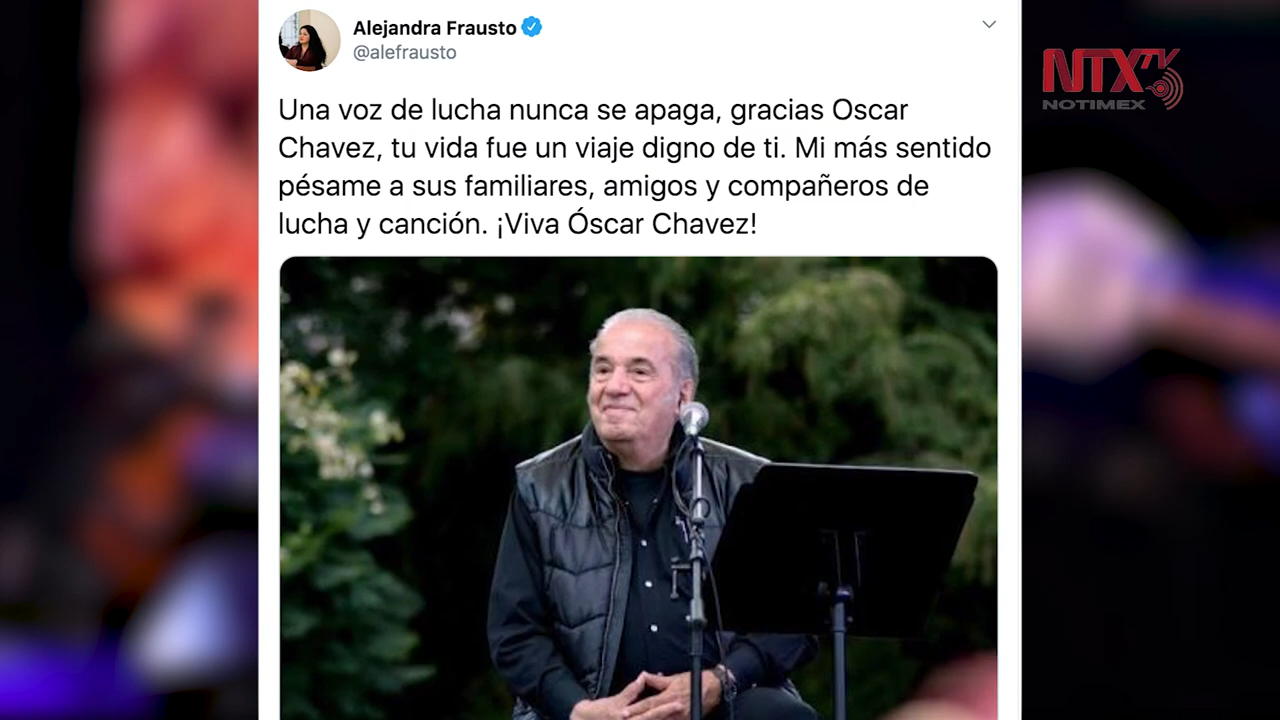 Alejandra Frausto
@alefrausto
NTX TV
NOTIMEX
Una voz de lucha nunca se apaga, gracias Oscar
Chavez, tu vida fue un viaje digno de ti. Mi más sentido
pésame a sus familiares, amigos y compañeros de
lucha y canción. ¡Viva Óscar Chavez!